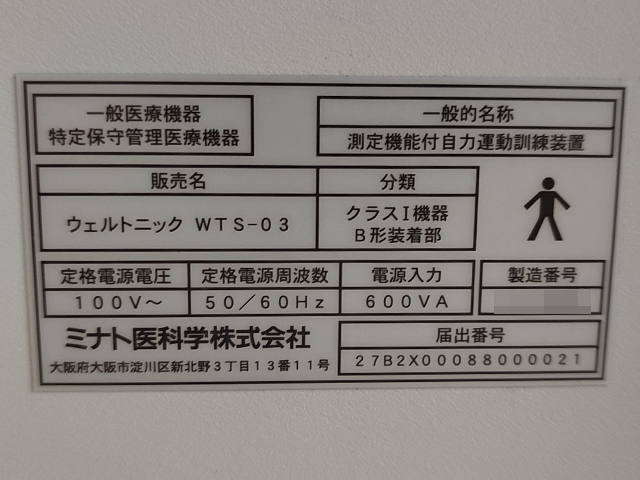 一般医療機器
特定保守管理医療機器
一般的名称
測定機能付自力運動訓練装置
販売名
ウェルトニック WTS-03
分類
クラスⅠ機器
B形装着部
定格電源電圧
100V～
定格電源周波数
50/60Hz
電源入力
600VA
製造番号
ミナト医科学株式会社
大阪府大阪市淀川区新北野3丁目13番11号
届出番号
27B2X00088000021